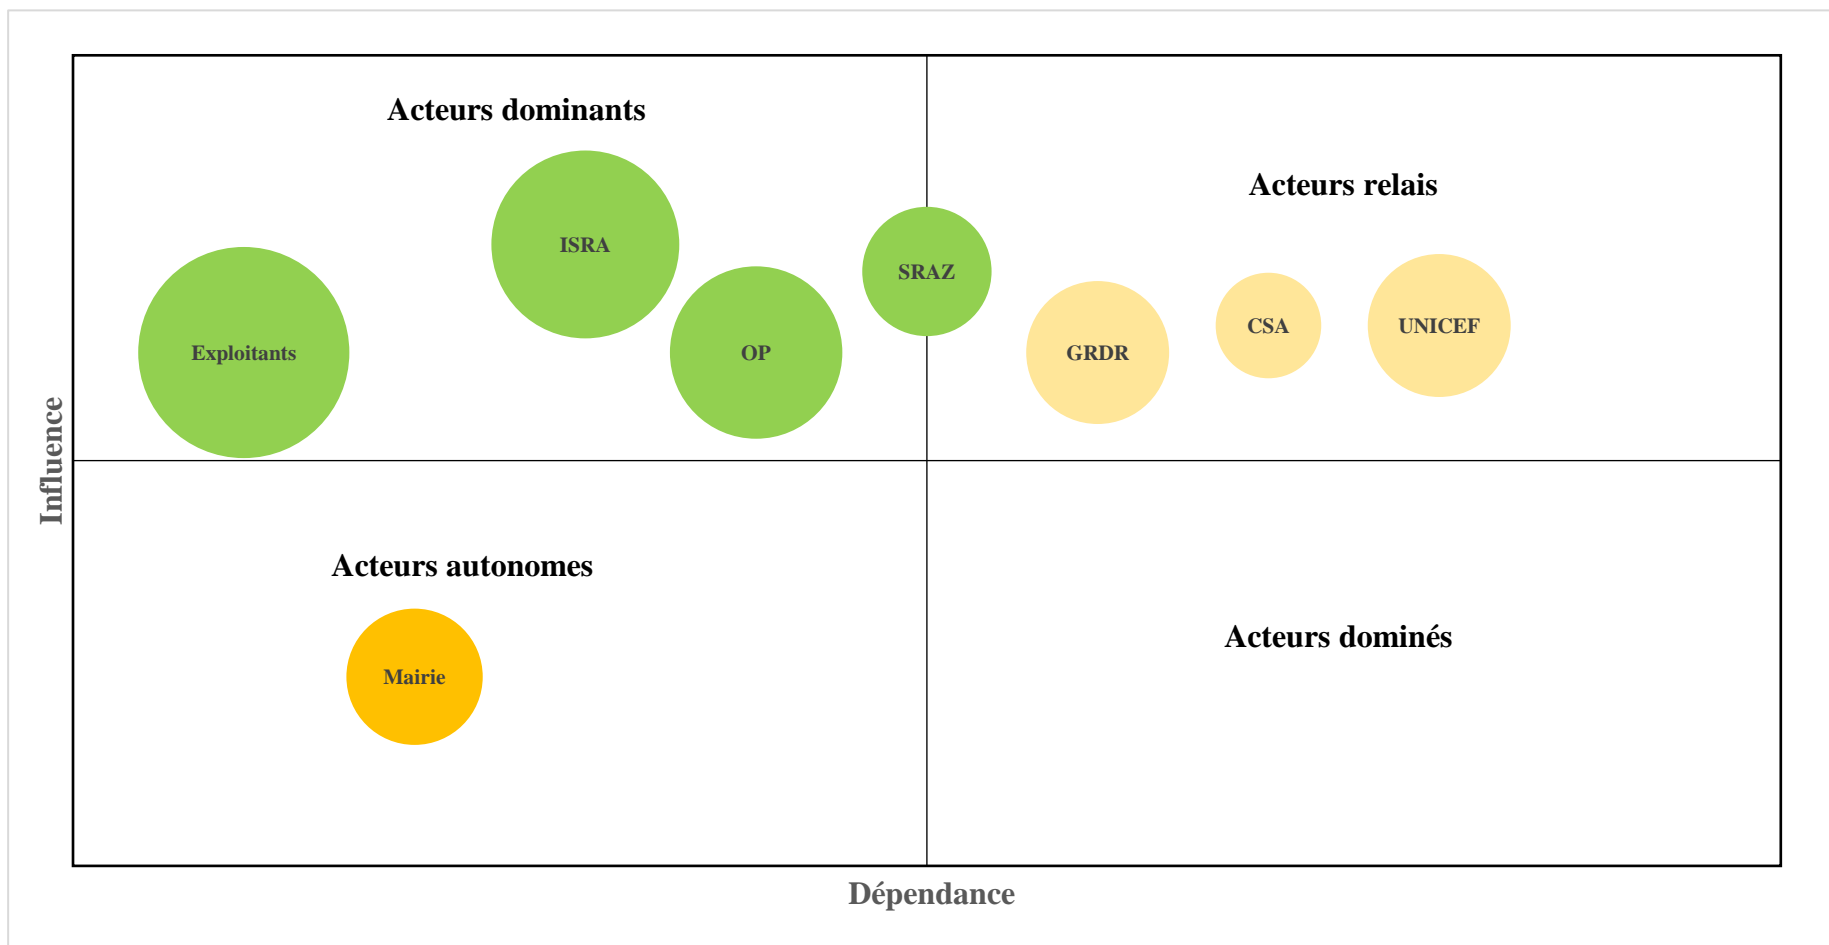 Acteurs dominants
Acteurs relais
ISRA
SRAZ
Exploitants
OP
GRDR
CSA
UNICEF
Influence
Acteurs autonomes
Acteurs dominés
Mairie
Dépendance